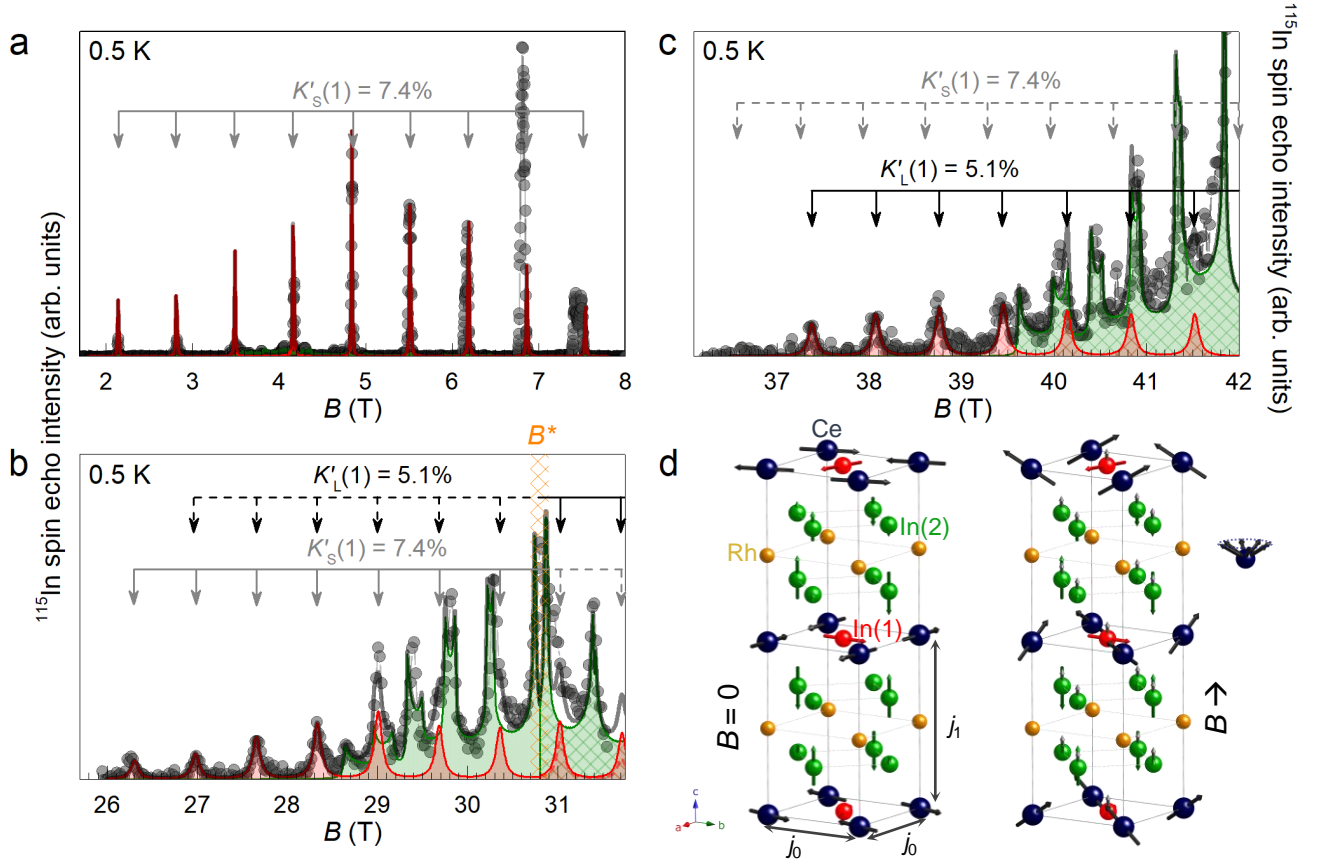 a
0.5 K
K′S(1) = 7.4%
2 3 4 5 6 7 8
B (T)
115In spin echo intensity (arb. units)
b
0.5 K
B*
K′L(1) = 5.1%
K′S(1) = 7.4%
26 27 28 29 30 31
B (T)
c
0.5 K
K′S(1) = 7.4%
K′L(1) = 5.1%
37 38 39 40 41 42
B (T)
115In spin echo intensity (arb. units)
d
Ce
In(2)
Rh
In(1)
B = 0
j1
j0
j0
c
a
b
B →